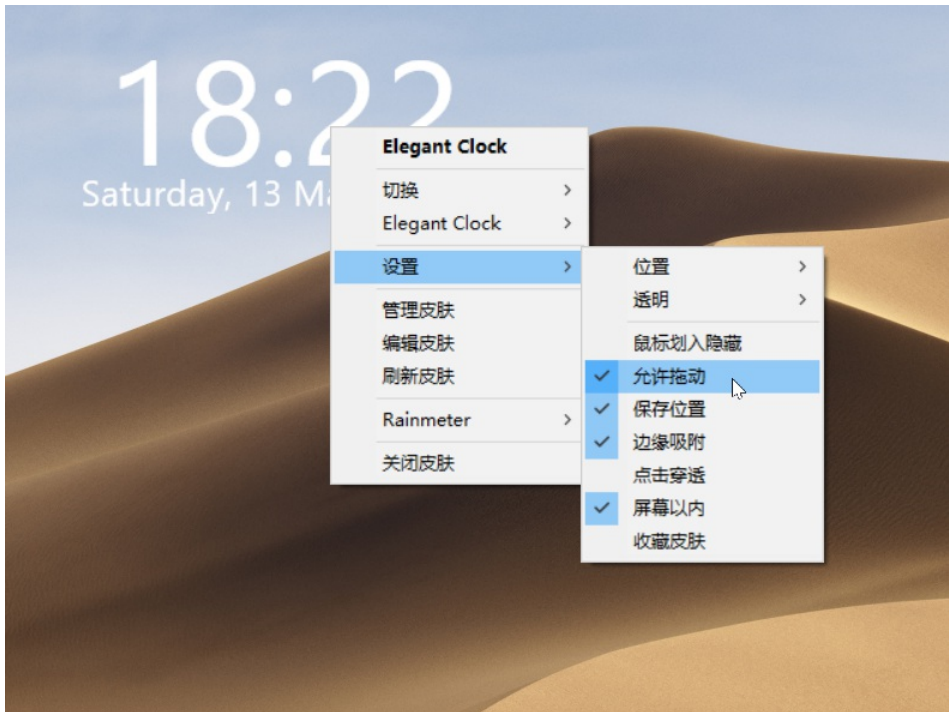 18:22
Saturday, 13 Ma
Elegant Clock
切换
Elegant Clock
设置
管理皮肤
编辑皮肤
刷新皮肤
Rainmeter
关闭皮肤
位置
透明
鼠标划入隐藏
允许拖动
保存位置
边缘吸附
点击穿透
屏幕以内
收藏皮肤